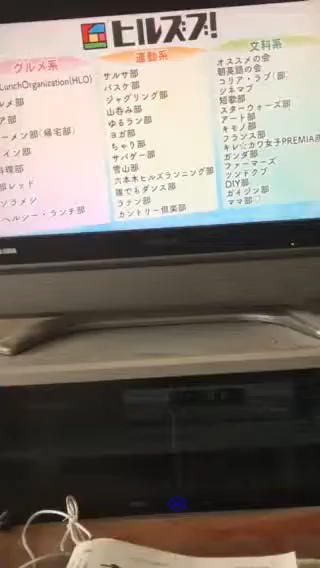 ヒルズブ!
グルメ系
LunchOrganization(HLO)
ルメ部
ア部
ーメン部(帰宅部)
イン部
料理部
部レッド
ソラメシ
ヘルシー・ランチ部
運動系
サルサ部
バスケ部
ジャグリング部
山呑み部
ゆるラン部
ヨガ部
ちゃり部
サバゲー部
雪山部
六本木ヒルズランニング部
誰でもダンス部
ラテン部
カントリー倶楽部
文科系
オススメの会
朝英語の会
コリア・ラブ(部)
シネマブ
短歌部
スターウォーズ部
アート部
キモノ部
フランス部
キレ☆カワ女子PREMIA部
ガンダ部
ファーマーズ
ツンドクブ
DIY部
ガイジン部
ママ部♡